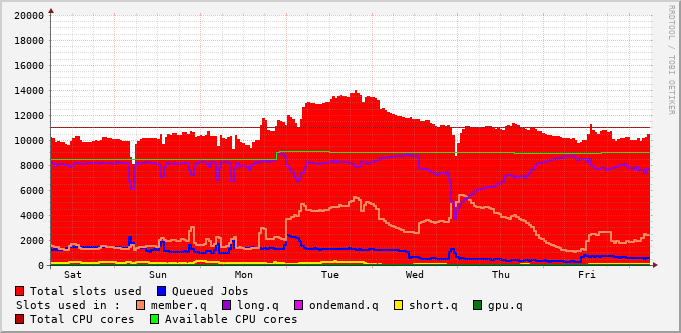 RRDTOOL / TOBI OETIKER
20000
18000
16000
14000
12000
10000
8000
6000
4000
2000
0
Sat Sun Mon Tue Wed Thu Fri
Total slots used Queued Jobs
Slots used in : member.q long.q ondemand.q short.q gpu.q
Total CPU cores Available CPU cores